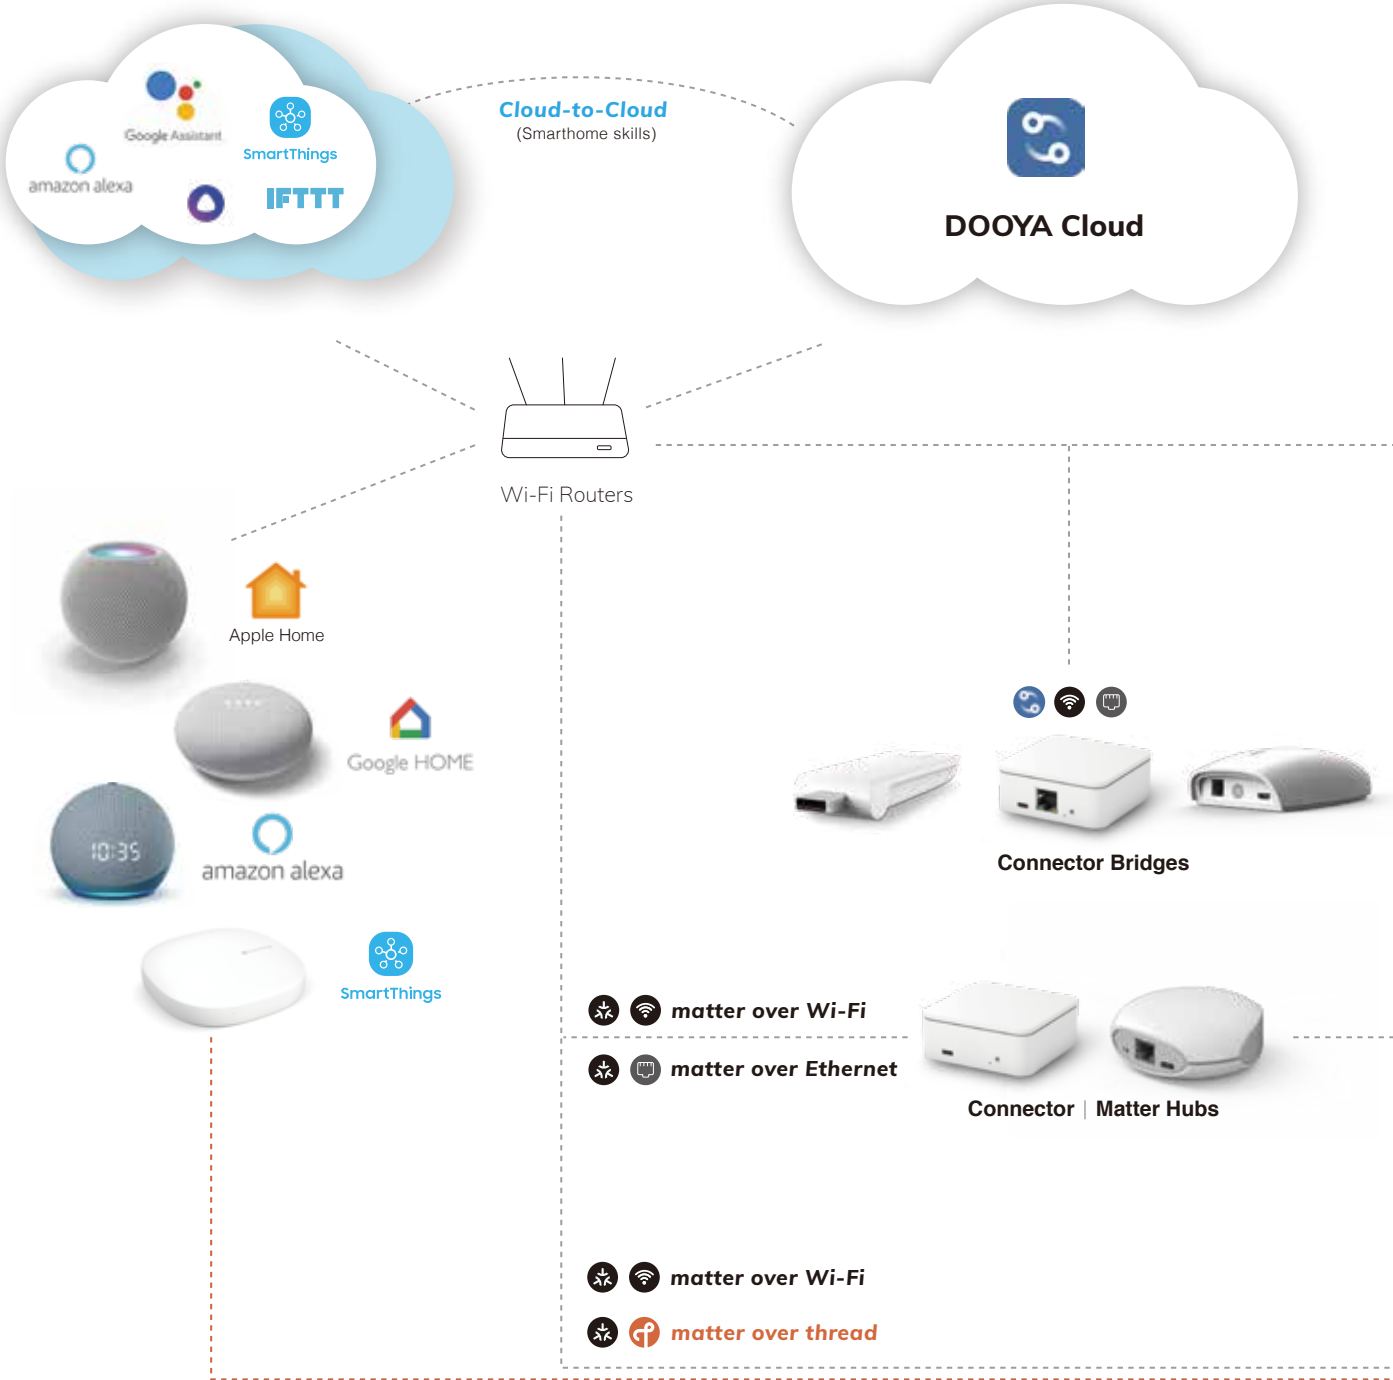 Google Assistant
SmartThings
amazon alexa
IFTTT
Cloud-to-Cloud
(Smarthome skills)
DOOYA Cloud
Wi-Fi Routers
Apple Home
Google HOME
10:35
amazon alexa
SmartThings
Connector Bridges
matter over Wi-Fi
matter over Ethernet
Connector | Matter Hubs
matter over Wi-Fi
matter over thread